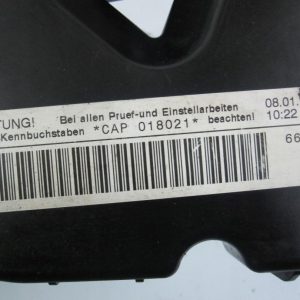 TUNG! Bei allen Pruef-und Einstellarbeiten 08.01.
Kennbuchstaben *CAP 018021* beachten! 10:22
66